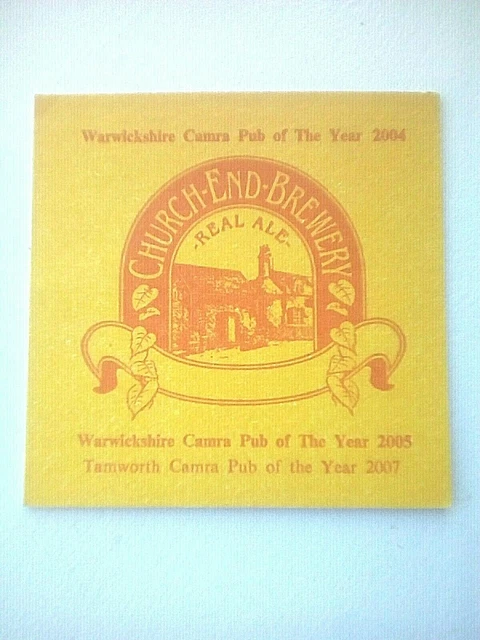 Warwickshire Camra Pub of The Year 2004
CHURCH-END-BREWERY
-REAL ALE-
Warwickshire Camra Pub of The Year 2005
Tamworth Camra Pub of the Year 2007